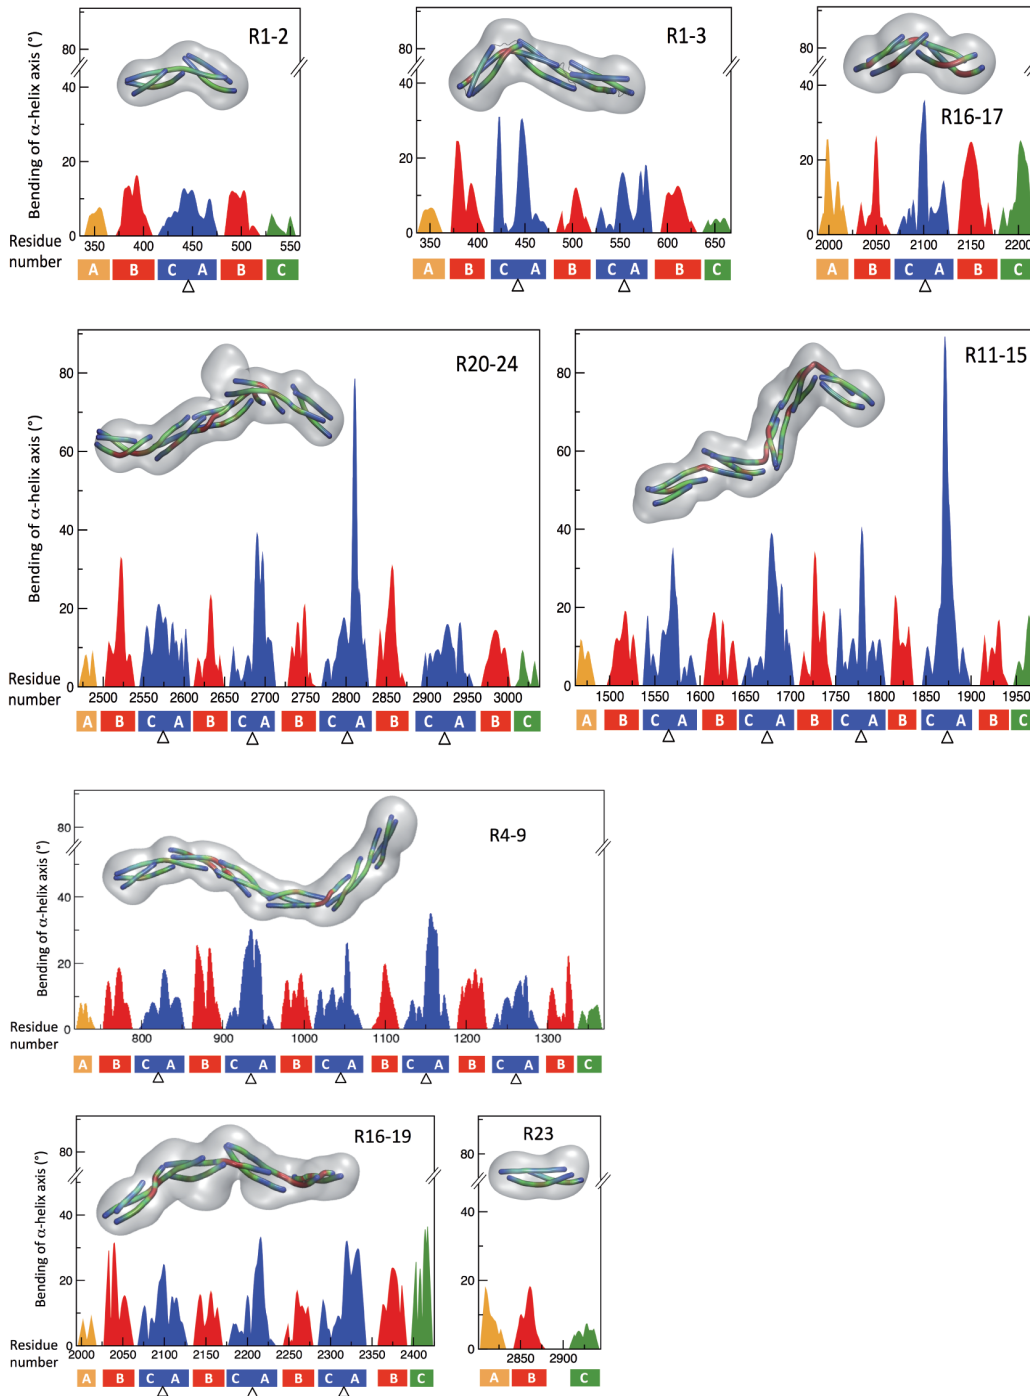 R1-2
Bending of α-helix axis (°)
80
40
20
0
Residue number
350 400 450 500 550
A B C A B C
R1-3
80
40
20
0
350 400 450 500 550 600 650
A B C A B C A B C
R16-17
80
40
20
0
2000 2050 2100 2150 2200
A B C A B C
R20-24
Bending of α-helix axis (°)
80
60
40
20
0
Residue number
2500 2550 2600 2650 2700 2750 2800 2850 2900 2950 3000
A B C A B C A B C A B C A B C
R11-15
80
60
40
20
0
1500 1550 1600 1650 1700 1750 1800 1850 1900 1950
A B C A B C A B C A B C A B C
R4-9
Bending of α-helix axis (°)
80
40
20
0
Residue number
800 900 1000 1100 1200 1300
A B C A B C A B C A B C A B C A B C
R16-19
Bending of α-helix axis (°)
80
40
20
0
Residue number
2000 2050 2100 2150 2200 2250 2300 2350 2400
A B C A B C A B C A B C
R23
80
40
20
0
2850 2900
A B C